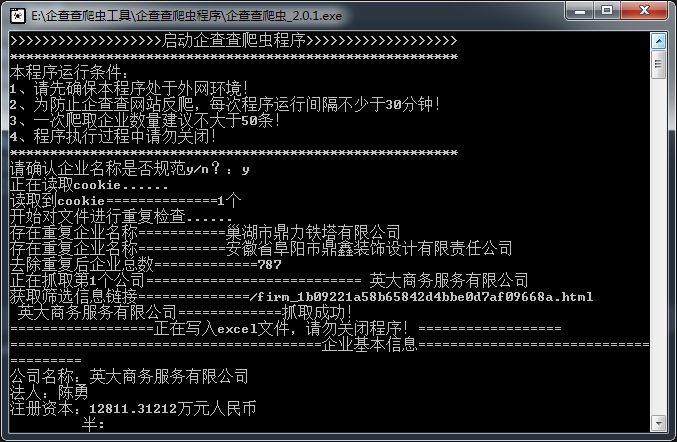 E:\企查查爬虫工具\企查查爬虫程序\企查查爬虫_2.0.1.exe
>>>>>>>>>>>>>>>>>>>启动企查查爬虫程序>>>>>>>>>>>>>>>>>>>
********************************************************
本程序运行条件:
1、请先确保本程序处于外网环境!
2、为防止企查查网站反爬,每次程序运行间隔不少于30分钟!
3、一次爬取企业数量建议不大于50条!
4、程序执行过程中请勿关闭!
********************************************************
请确认企业名称是否规范y/n?:y
正在读取cookie......
读取到cookie==============1个
开始对文件进行重复检查......
存在重复企业名称===========巢湖市鼎力铁塔有限公司
存在重复企业名称===========安徽省阜阳市鼎鑫装饰设计有限责任公司
去除重复后企业总数=============787
正在抓取第1个公司=========================== 英大商务服务有限公司
获取筛选信息链接==============/firm_1b09221a58b65842d4bbe0d7af09668a.html
英大商务服务有限公司=============抓取成功!
==================正在写入excel文件,请勿关闭程序! ==================
=======================================企业基本信息=============================
=========
公司名称:英大商务服务有限公司
法人:陈勇
注册资本:12811.31212万元人民币
半: